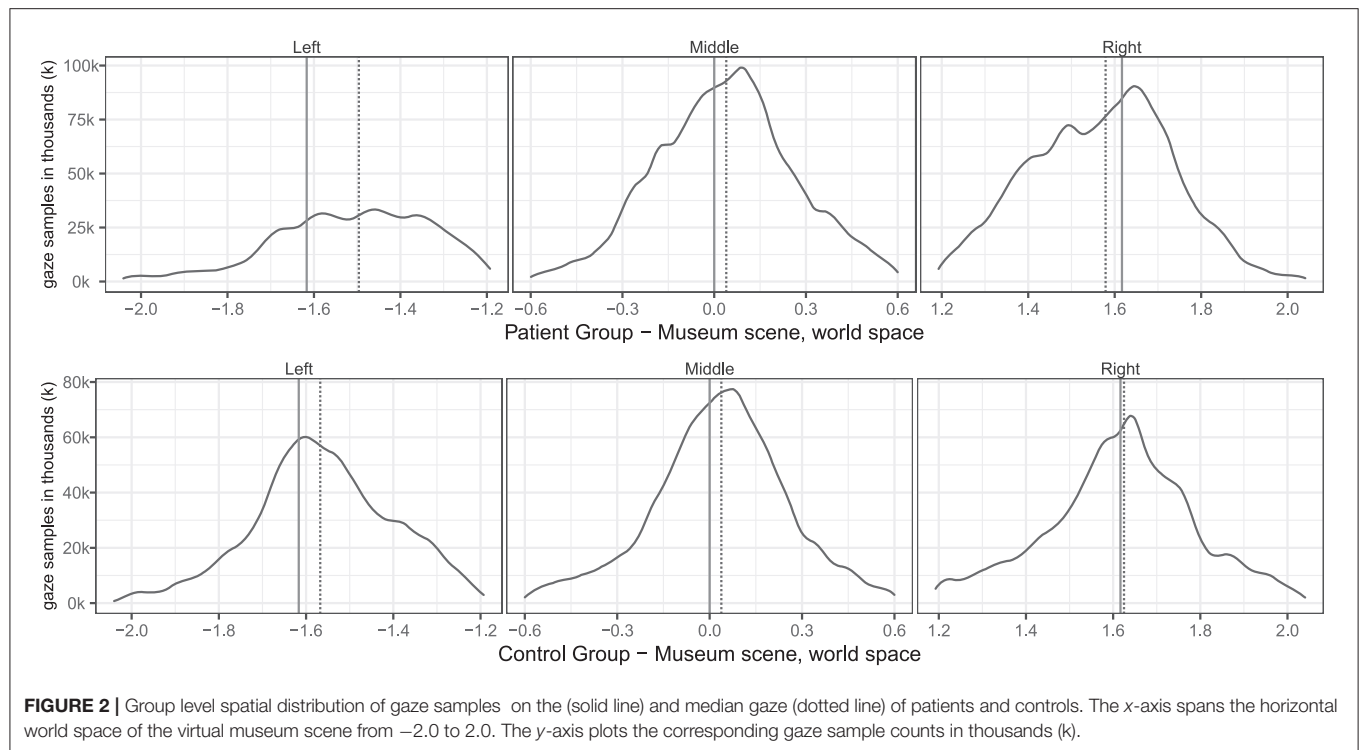 Left Middle Right
gaze samples in thousands (k)
100k
75k
50k
25k
0k
−2.0 −1.8 −1.6 −1.4 −1.2 −0.6 −0.3 0.0 0.3 0.6 1.2 1.4 1.6 1.8 2.0
Patient Group − Museum scene, world space
Left Middle Right
gaze samples in thousands (k)
80k
60k
40k
20k
0k
−2.0 −1.8 −1.6 −1.4 −1.2 −0.6 −0.3 0.0 0.3 0.6 1.2 1.4 1.6 1.8 2.0
Control Group − Museum scene, world space
FIGURE 2 | Group level spatial distribution of gaze samples on the (solid line) and median gaze (dotted line) of patients and controls. The x-axis spans the horizontal
world space of the virtual museum scene from −2.0 to 2.0. The y-axis plots the corresponding gaze sample counts in thousands (k).